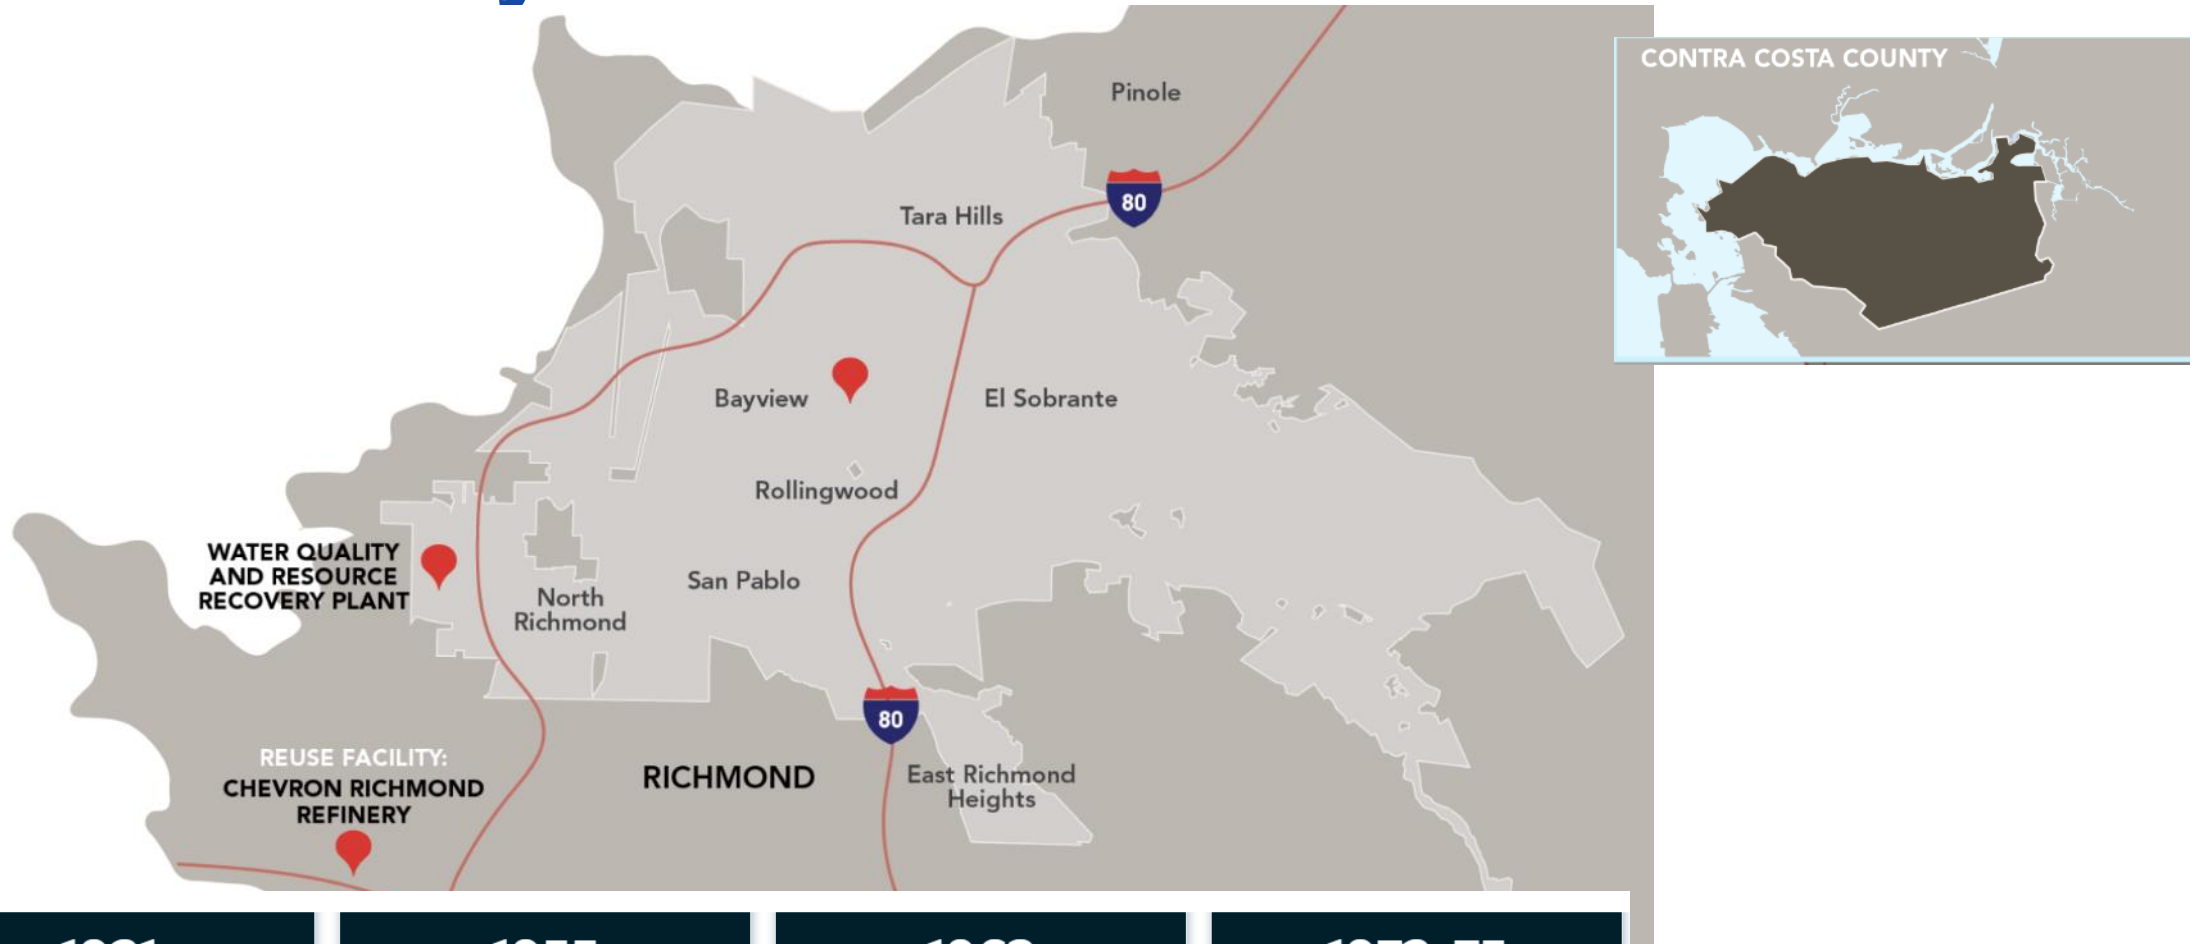 CONTRA COSTA COUNTY
Pinole
80
Tara Hills
Bayview
El Sobrante
Rollingwood
WATER QUALITY
AND RESOURCE
RECOVERY PLANT
San Pablo
North
Richmond
80
REUSE FACILITY:
CHEVRON RICHMOND
REFINERY
RICHMOND
East Richmond
Heights